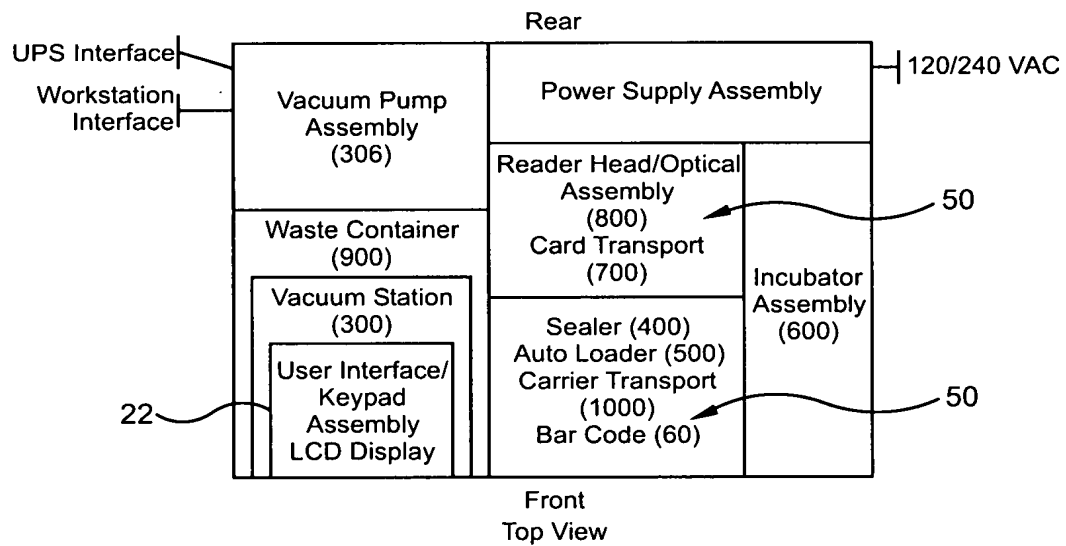 Rear
UPS Interface
Workstation
Interface
Vacuum Pump
Assembly
(306)
Power Supply Assembly
120/240 VAC
Reader Head/Optical
Assembly
(800)
Card Transport
(700)
50
Waste Container
(900)
Vacuum Station
(300)
User Interface/
Keypad
Assembly
LCD Display
22
Sealer (400)
Auto Loader (500)
Carrier Transport
(1000)
Bar Code (60)
50
Incubator
Assembly
(600)
Front
Top View